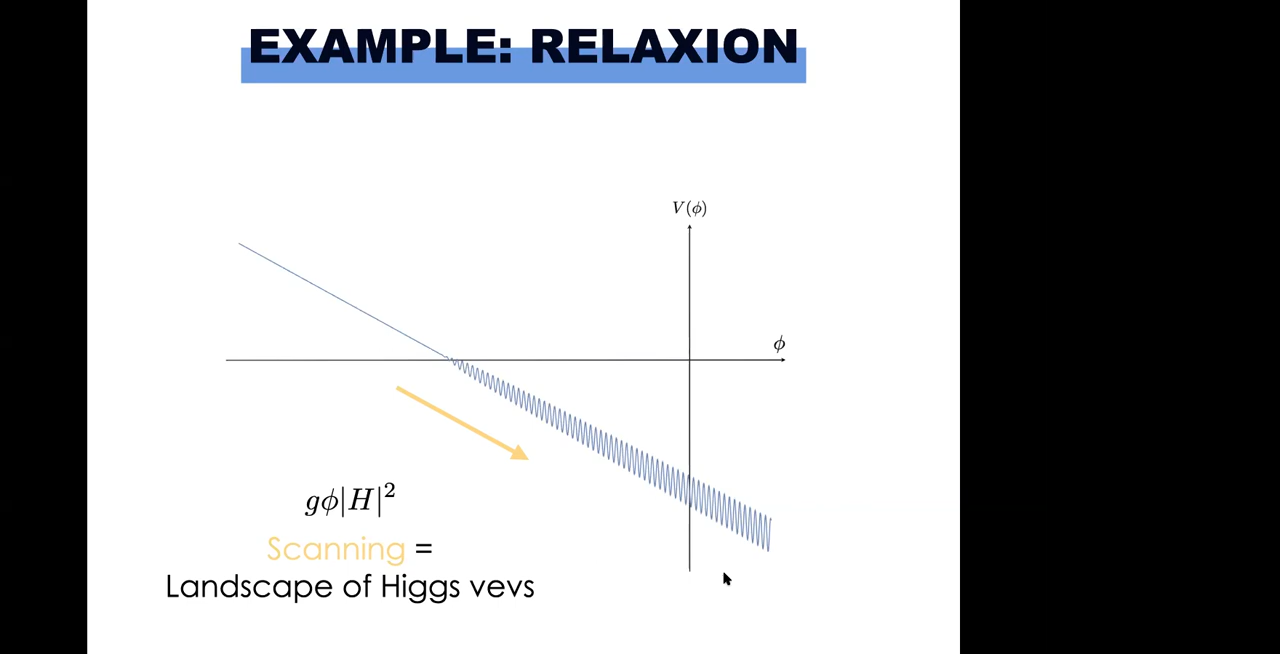 EXAMPLE: RELAXION
V(ϕ)
ϕ
gϕ|H|²
Scanning =
Landscape of Higgs vevs